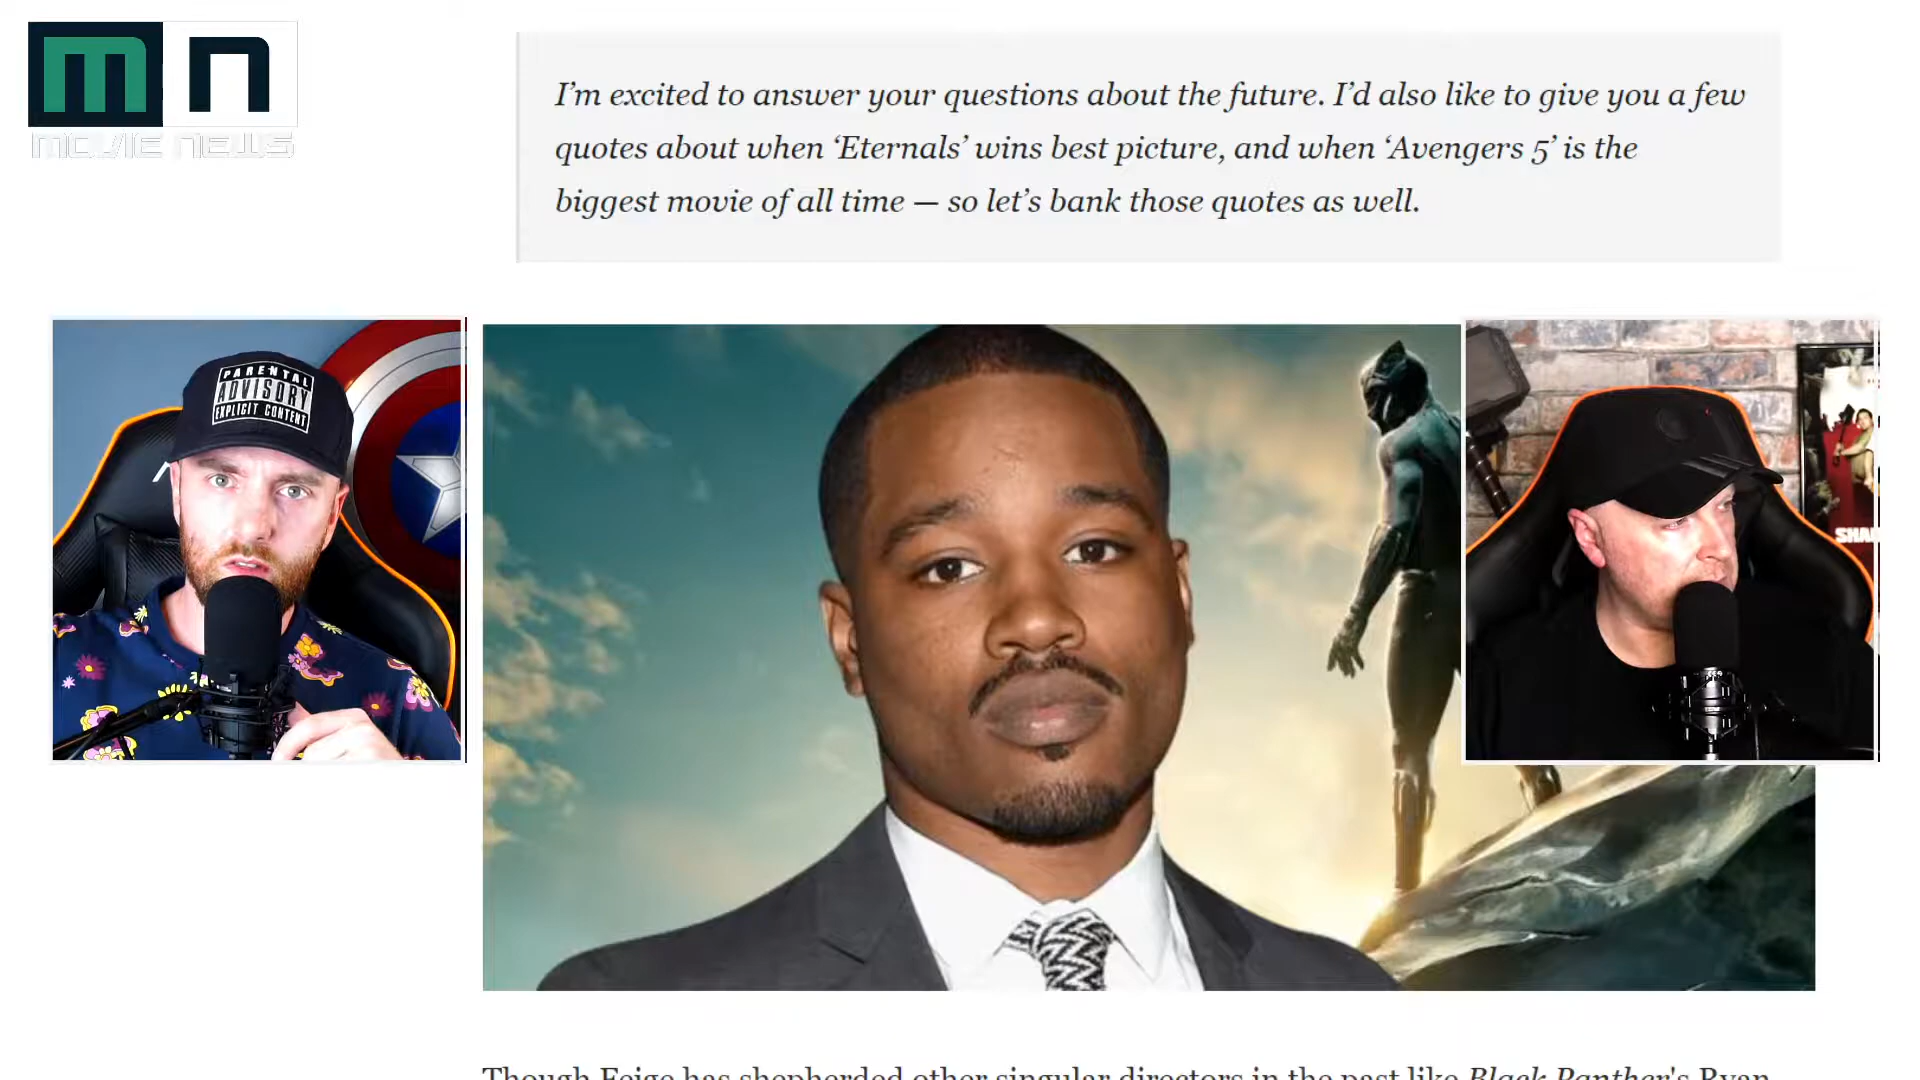 mn
MOVIE NEWS
I’m excited to answer your questions about the future. I’d also like to give you a few
quotes about when ‘Eternals’ wins best picture, and when ‘Avengers 5’ is the
biggest movie of all time — so let’s bank those quotes as well.
PARENTAL
ADVISORY
EXPLICIT CONTENT
SHA
Though Feige has shepherded other singular directors in the past like Black Panther's Ryan